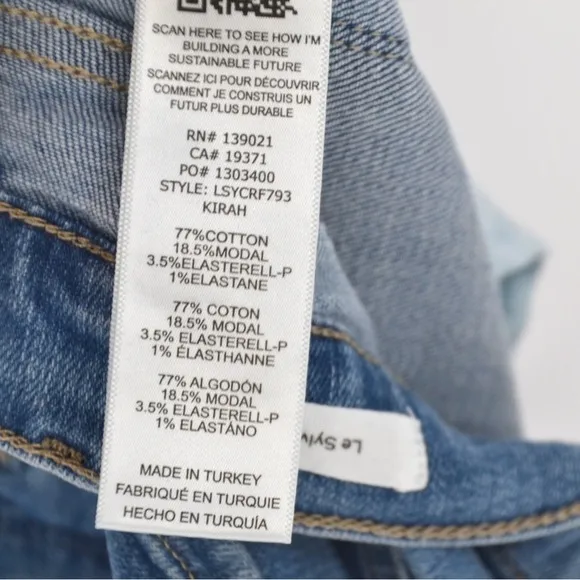 SCAN HERE TO SEE HOW I'M
BUILDING A MORE
SUSTAINABLE FUTURE
SCANNEZ ICI POUR DÉCOUVRIR
COMMENT JE CONSTRUIS UN
FUTUR PLUS DURABLE
RN# 139021
CA# 19371
PO# 1303400
STYLE: LSYCRF793
KIRAH
77%COTTON
18.5%MODAL
3.5%ELASTERELL-P
1%ELASTANE
77% COTON
18.5% MODAL
3.5% ELASTERELL-P
1% ÉLASTHANNE
77% ALGODÓN
18.5% MODAL
3.5% ELASTERELL-P
1% ELASTÁNO
MADE IN TURKEY
FABRIQUÉ EN TURQUIE
HECHO EN TURQUÍA
Le Sylv